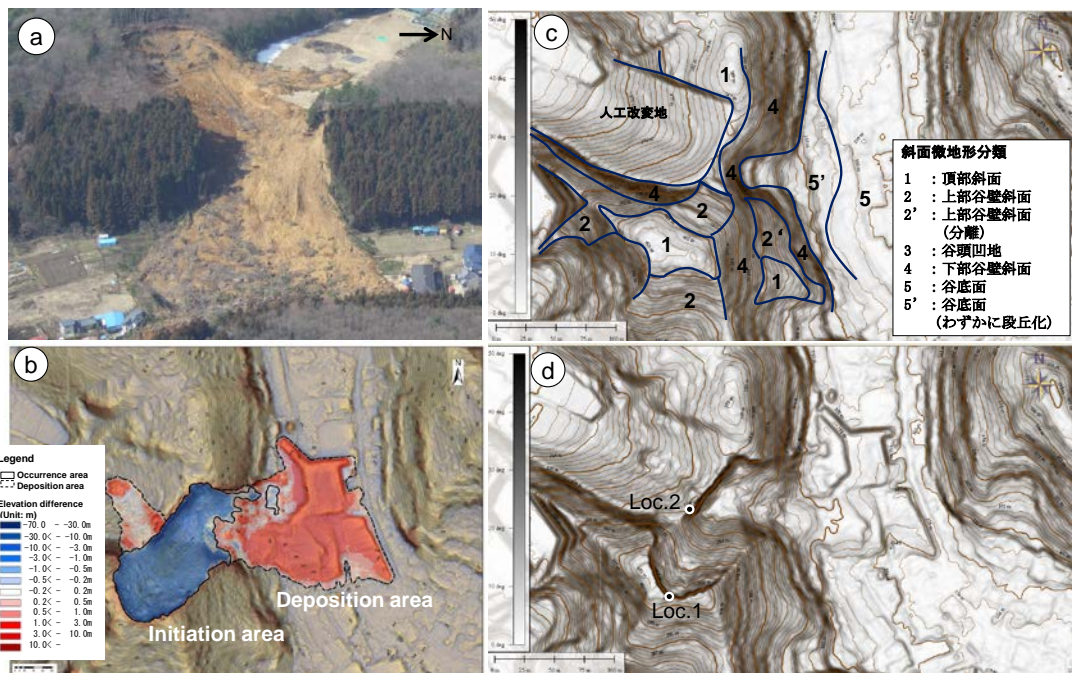 a
N
b
N
Legend
Occurrence area
Deposition area
Elevation difference
(Unit: m)
-70.0 < - -30.0m
-30.0< - -10.0m
-10.0 < - -3.0m
-3.0< - -1.0m
-1.0 < - -0.5m
-0.5 < - -0.2m
-0.2 < - 0.2m
0.2 < - 0.5m
0.5< - 1.0m
1.0 < - 3.0m
3.0 < - 10.0m
10.0< -
Initiation area
Deposition area
c
N
人工改変地
1
4
4
4
2
2
1
2
4
2'
1
4
5'
5
斜面微地形分類
1 :頂部斜面
2 :上部谷壁斜面
2' :上部谷壁斜面
(分離)
3 :谷頭凹地
4 :下部谷壁斜面
5 :谷底面
5' :谷底面
(わずかに段丘化)
d
N
Loc.2
Loc.1